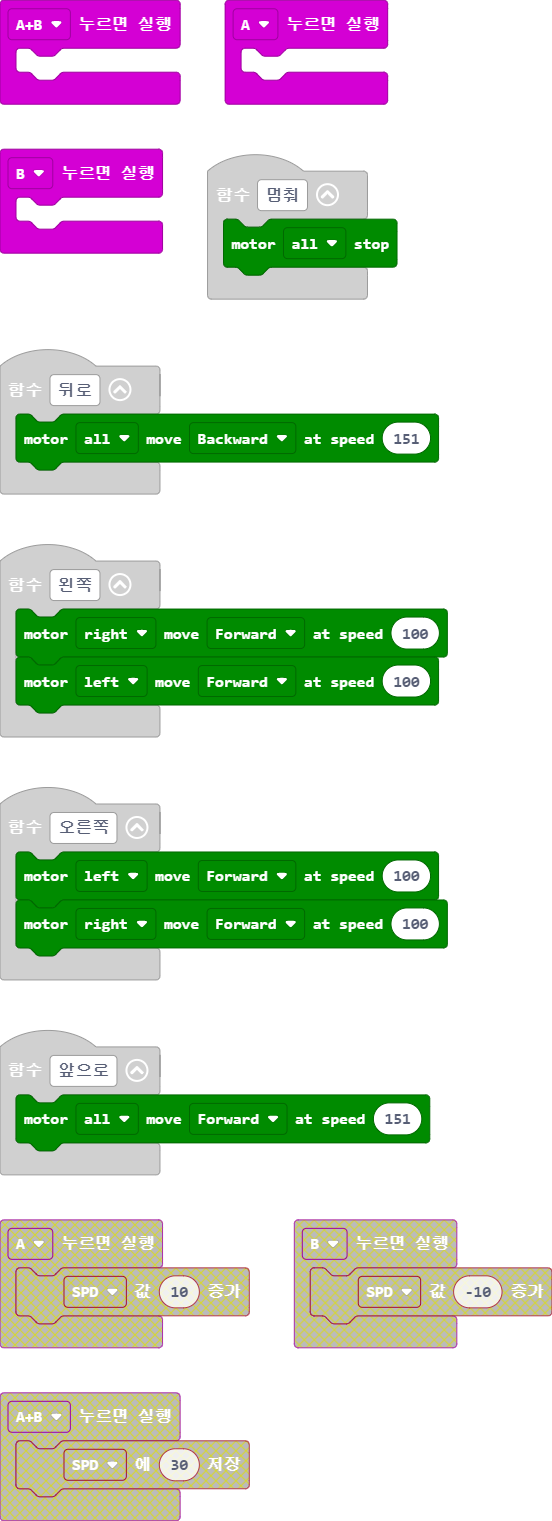 A+B 누르면 실행
A 누르면 실행
B 누르면 실행
함수 멈춰
motor all stop
함수 뒤로
motor all move Backward at speed 151
함수 왼쪽
motor right move Forward at speed 100
motor left move Forward at speed 100
함수 오른쪽
motor left move Forward at speed 100
motor right move Forward at speed 100
함수 앞으로
motor all move Forward at speed 151
A 누르면 실행
SPD 값 10 증가
B 누르면 실행
SPD 값 -10 증가
A+B 누르면 실행
SPD 에 30 저장